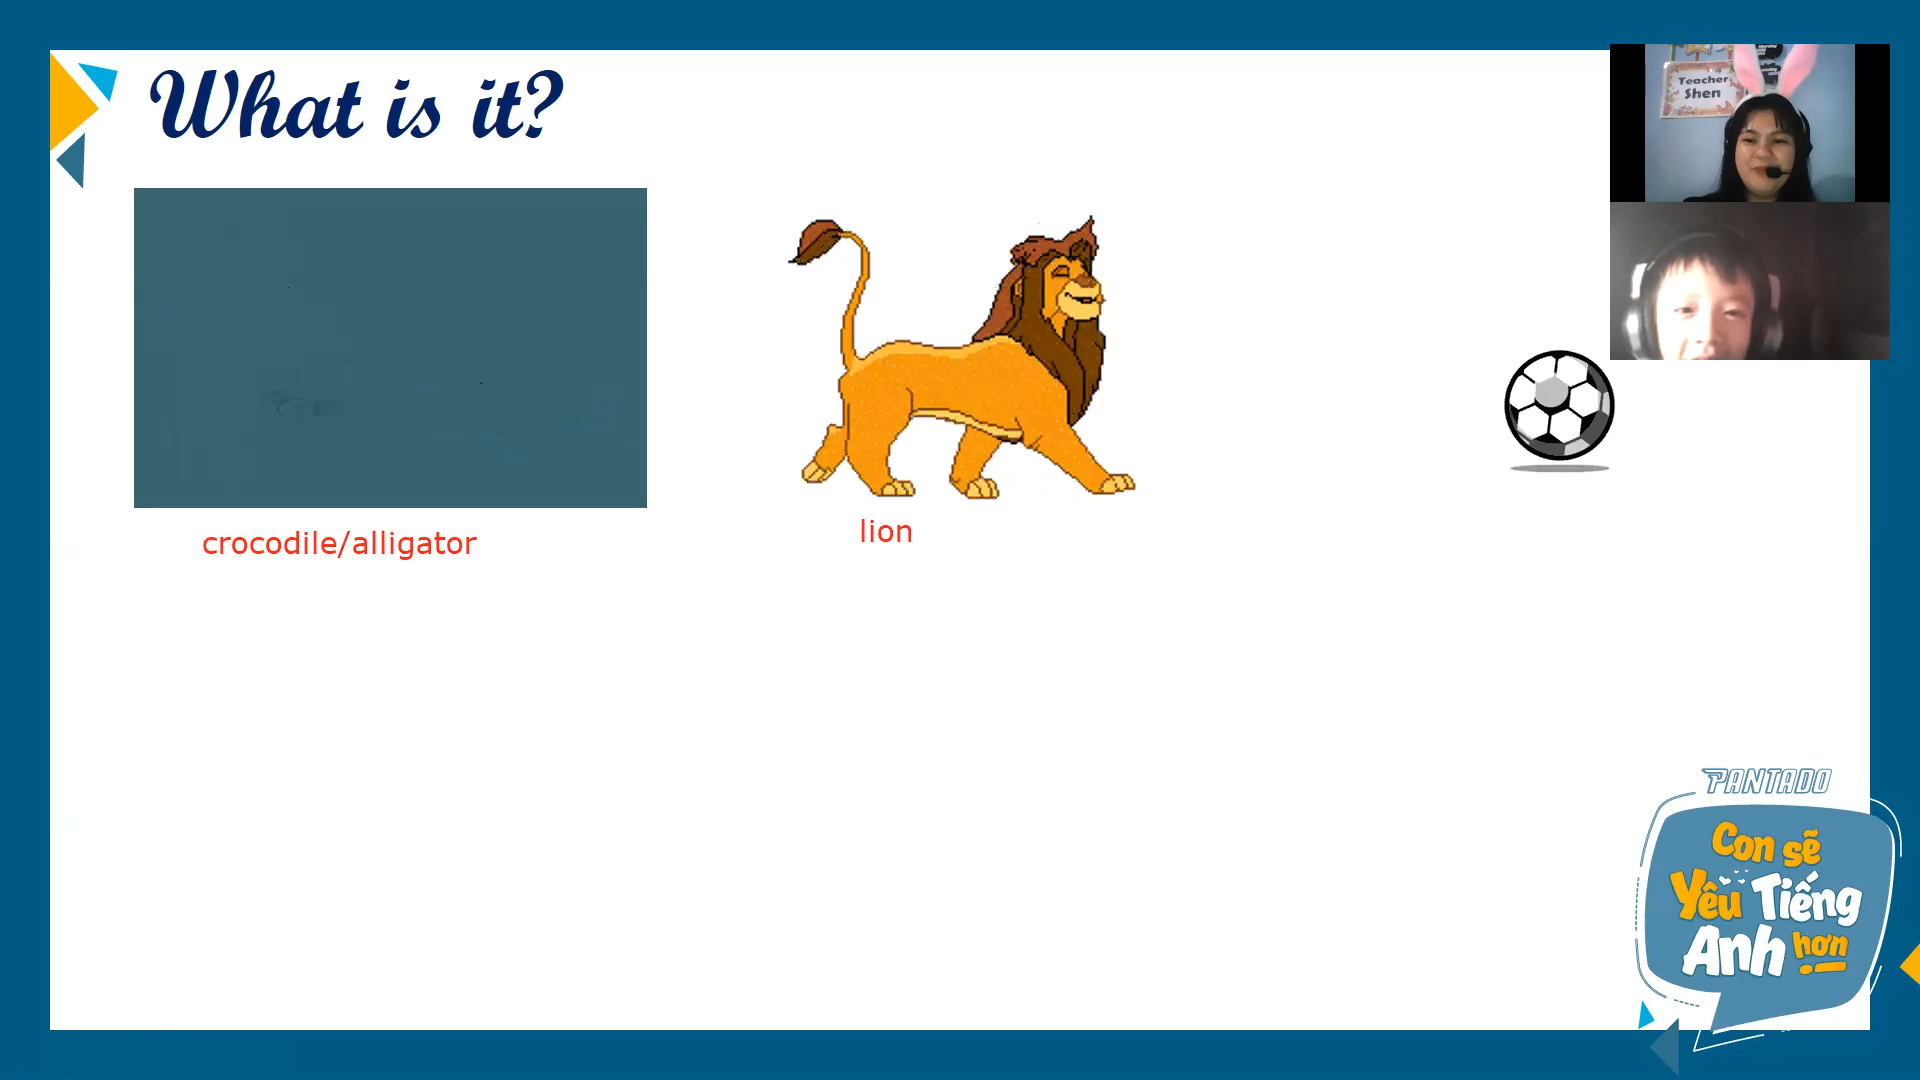 What is it?
Teacher
Shen
crocodile/alligator
lion
PANTADO
Con sẽ
Yêu Tiếng
Anh hơn